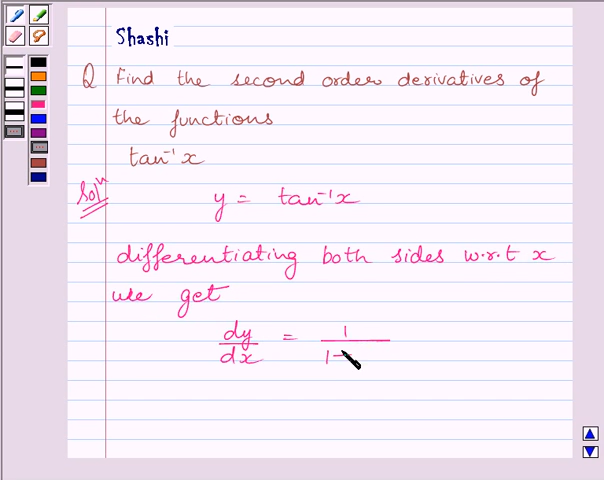 Shashi
Q Find the second order derivatives of
the functions
tan⁻¹x
Solⁿ y = tan⁻¹x
differentiating both sides w.r.t x
we get
dy/dx = 1/1-